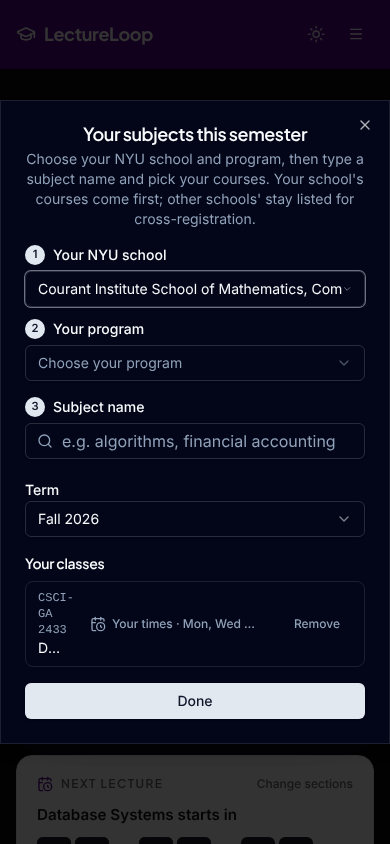 LectureLoop
Your subjects this semester
Choose your NYU school and program, then type a
subject name and pick your courses. Your school's
courses come first; other schools' stay listed for
cross-registration.
1 Your NYU school
Courant Institute School of Mathematics, Com
2 Your program
Choose your program
3 Subject name
e.g. algorithms, financial accounting
Term
Fall 2026
Your classes
CSCI-
GA
2433
D...
Your times · Mon, Wed ...
Remove
Done
NEXT LECTURE
Change sections
Database Systems starts in